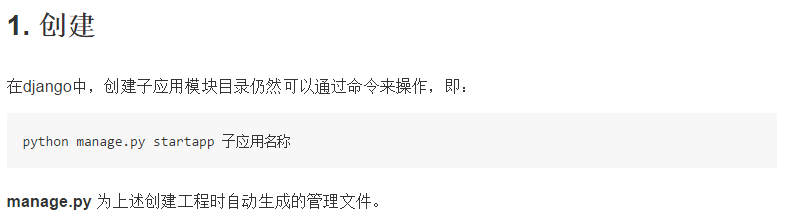 1. 创建
在django中，创建子应用模块目录仍然可以通过命令来操作，即：
python manage.py startapp 子应用名称
manage.py 为上述创建工程时自动生成的管理文件。